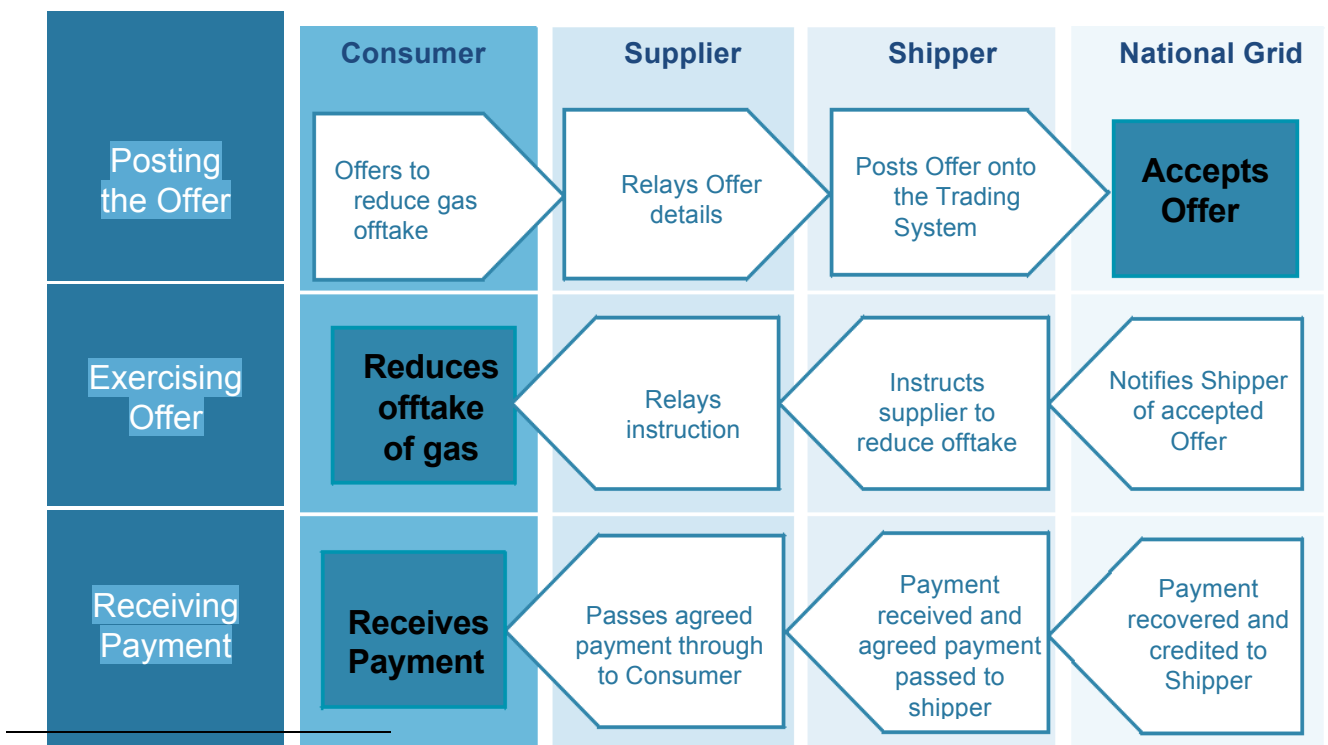 Consumer
Supplier
Shipper
National Grid
Posting
the Offer
Offers to
reduce gas
offtake
Relays Offer
details
Posts Offer onto
the Trading
System
Accepts
Offer
Exercising
Offer
Reduces
offtake
of gas
Relays
instruction
Instructs
supplier to
reduce offtake
Notifies Shipper
of accepted
Offer
Receiving
Payment
Receives
Payment
Passes agreed
payment through
to Consumer
Payment
received and
agreed payment
passed to
shipper
Payment
recovered and
credited to
Shipper